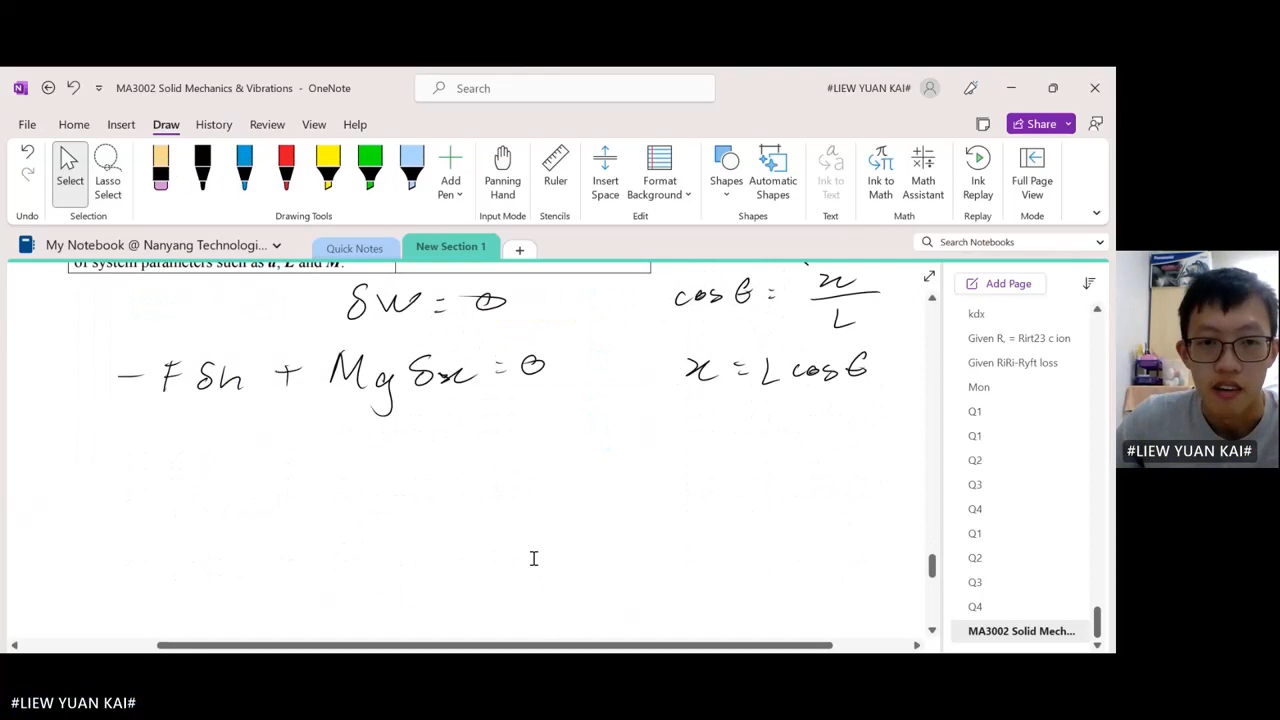 MA3002 Solid Mechanics & Vibrations - OneNote
Search
#LIEW YUAN KAI#
File Home Insert Draw History Review View Help
Share
Undo
Select
Lasso Select
Add Pen
Panning Hand
Ruler
Insert Space
Format Background
Shapes
Automatic Shapes
Ink to Text
Ink to Math
Math Assistant
Ink Replay
Full Page View
Undo Selection Drawing Tools Input Mode Stencils Edit Shapes Text Math Replay Mode
My Notebook @ Nanyang Technologi...
Quick Notes
New Section 1
Search Notebooks
of system parameters such as a, L and M.
δW = 0
cos θ = x/L
- Fδh + Mgδx = 0
x = L cos θ
Add Page
kdx
Given R, = Rirt23 c ion
Given RiRi-Ryft loss
Mon
Q1
Q1
Q2
Q3
Q4
Q1
Q2
Q3
Q4
MA3002 Solid Mech...
Panasonic
#LIEW YUAN KAI#
#LIEW YUAN KAI#